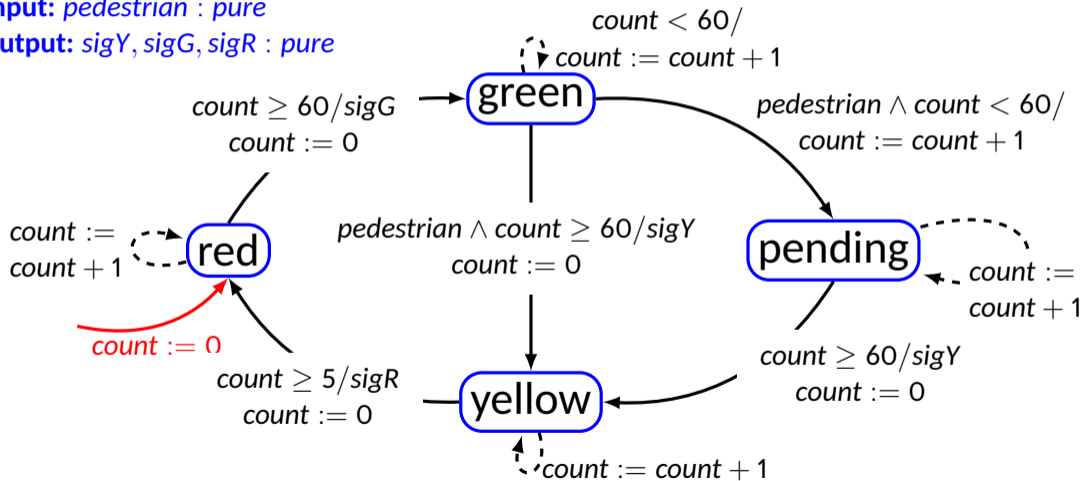 nput: pedestrian : pure
utput: sigY, sigG, sigR : pure
count < 60/
count := count + 1
green
count ≥ 60/sigG
count := 0
pedestrian ∧ count < 60/
count := count + 1
count :=
count + 1
red
pedestrian ∧ count ≥ 60/sigY
count := 0
pending
count :=
count + 1
count := 0
count ≥ 5/sigR
count := 0
yellow
count ≥ 60/sigY
count := 0
count := count + 1